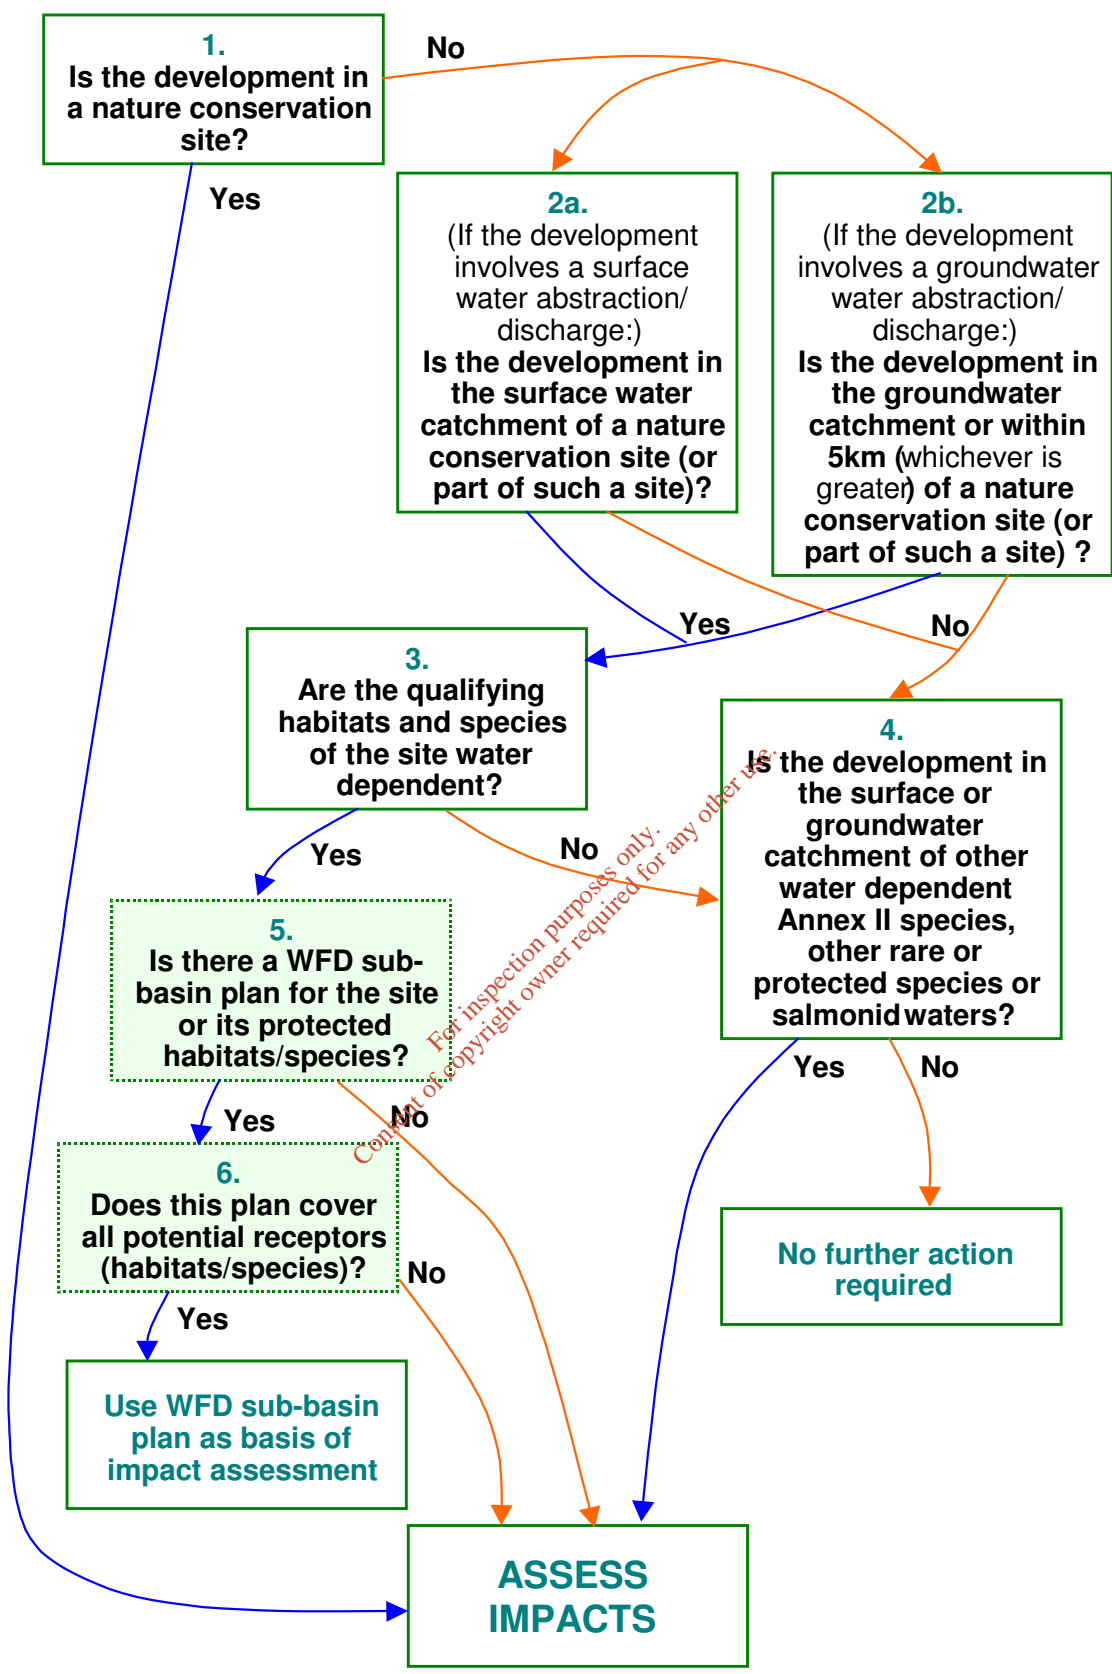 1.
Is the development in
a nature conservation
site?
No
Yes
2a.
(If the development
involves a surface
water abstraction/
discharge:)
Is the development in
the surface water
catchment of a nature
conservation site (or
part of such a site)?
2b.
(If the development
involves a groundwater
water abstraction/
discharge:)
Is the development in
the groundwater
catchment or within
5km (whichever is
greater) of a nature
conservation site (or
part of such a site) ?
Yes
No
3.
Are the qualifying
habitats and species
of the site water
dependent?
Yes
No
4.
Is the development in
the surface or
groundwater
catchment of other
water dependent
Annex II species,
other rare or
protected species or
salmonid waters?
Yes
No
5.
Is there a WFD sub-
basin plan for the site
or its protected
habitats/species?
Yes
No
6.
Does this plan cover
all potential receptors
(habitats/species)?
No
Yes
No further action
required
Use WFD sub-basin
plan as basis of
impact assessment
ASSESS
IMPACTS
For inspection purposes only.
Consent of copyright owner required for any other use.